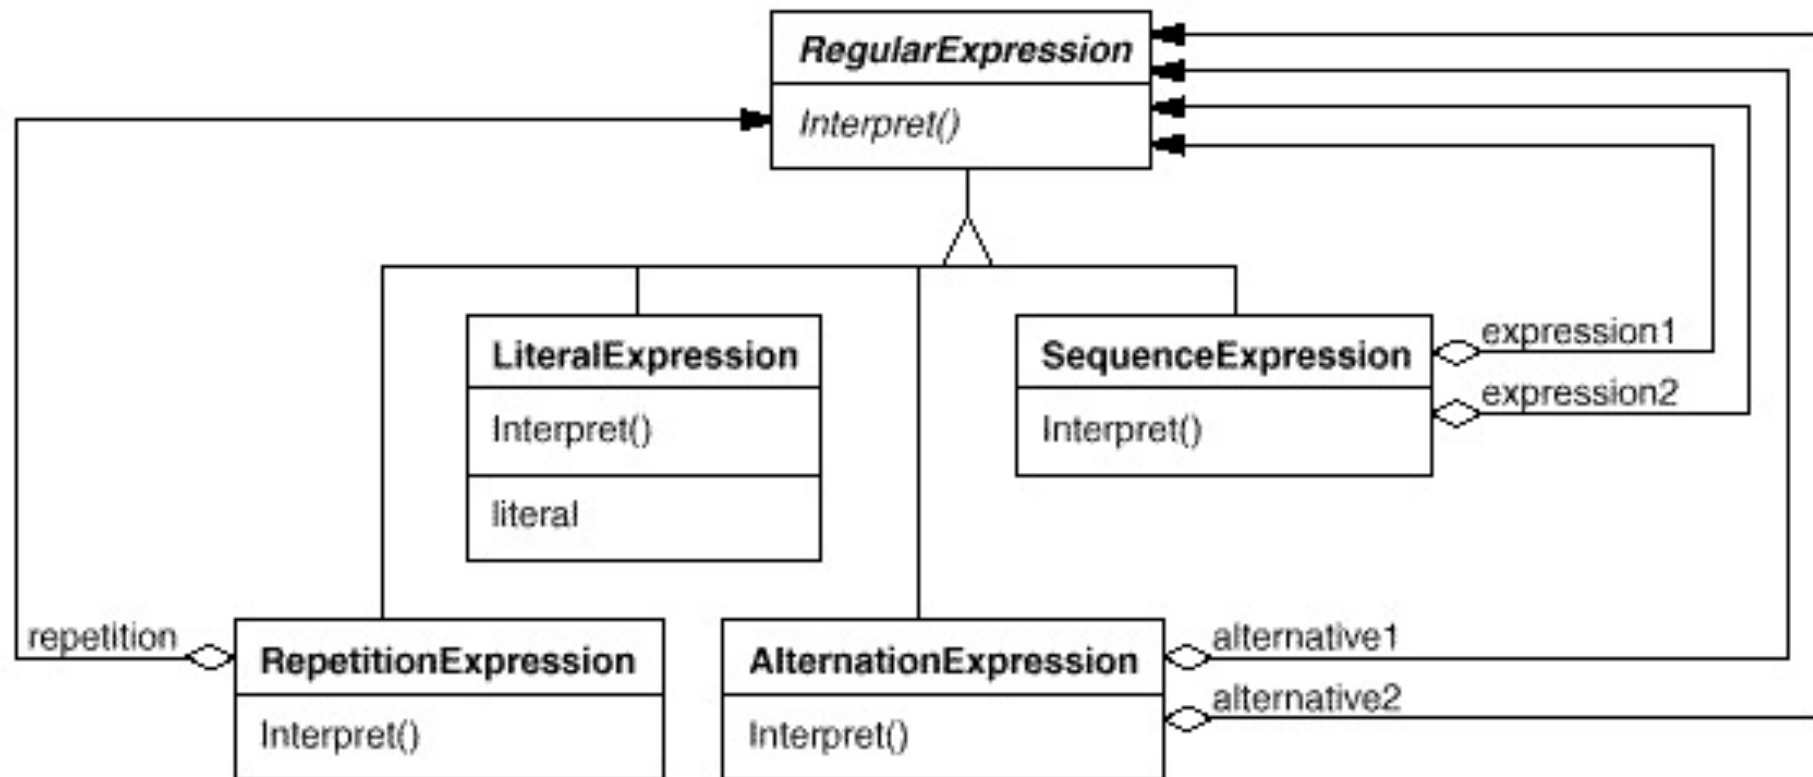 RegularExpression
Interpret()
LiteralExpression
Interpret()
literal
SequenceExpression
Interpret()
expression1
expression2
repetition
RepetitionExpression
Interpret()
AlternationExpression
Interpret()
alternative1
alternative2